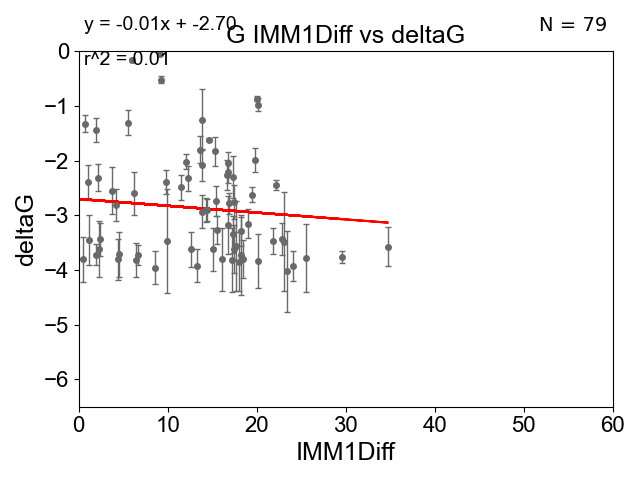 y = -0.01x + -2.70
N = 79
G IMM1Diff vs deltaG
r^2 = 0.01
0
−1
−2
−3
−4
−5
−6
deltaG
0 10 20 30 40 50 60
IMM1Diff